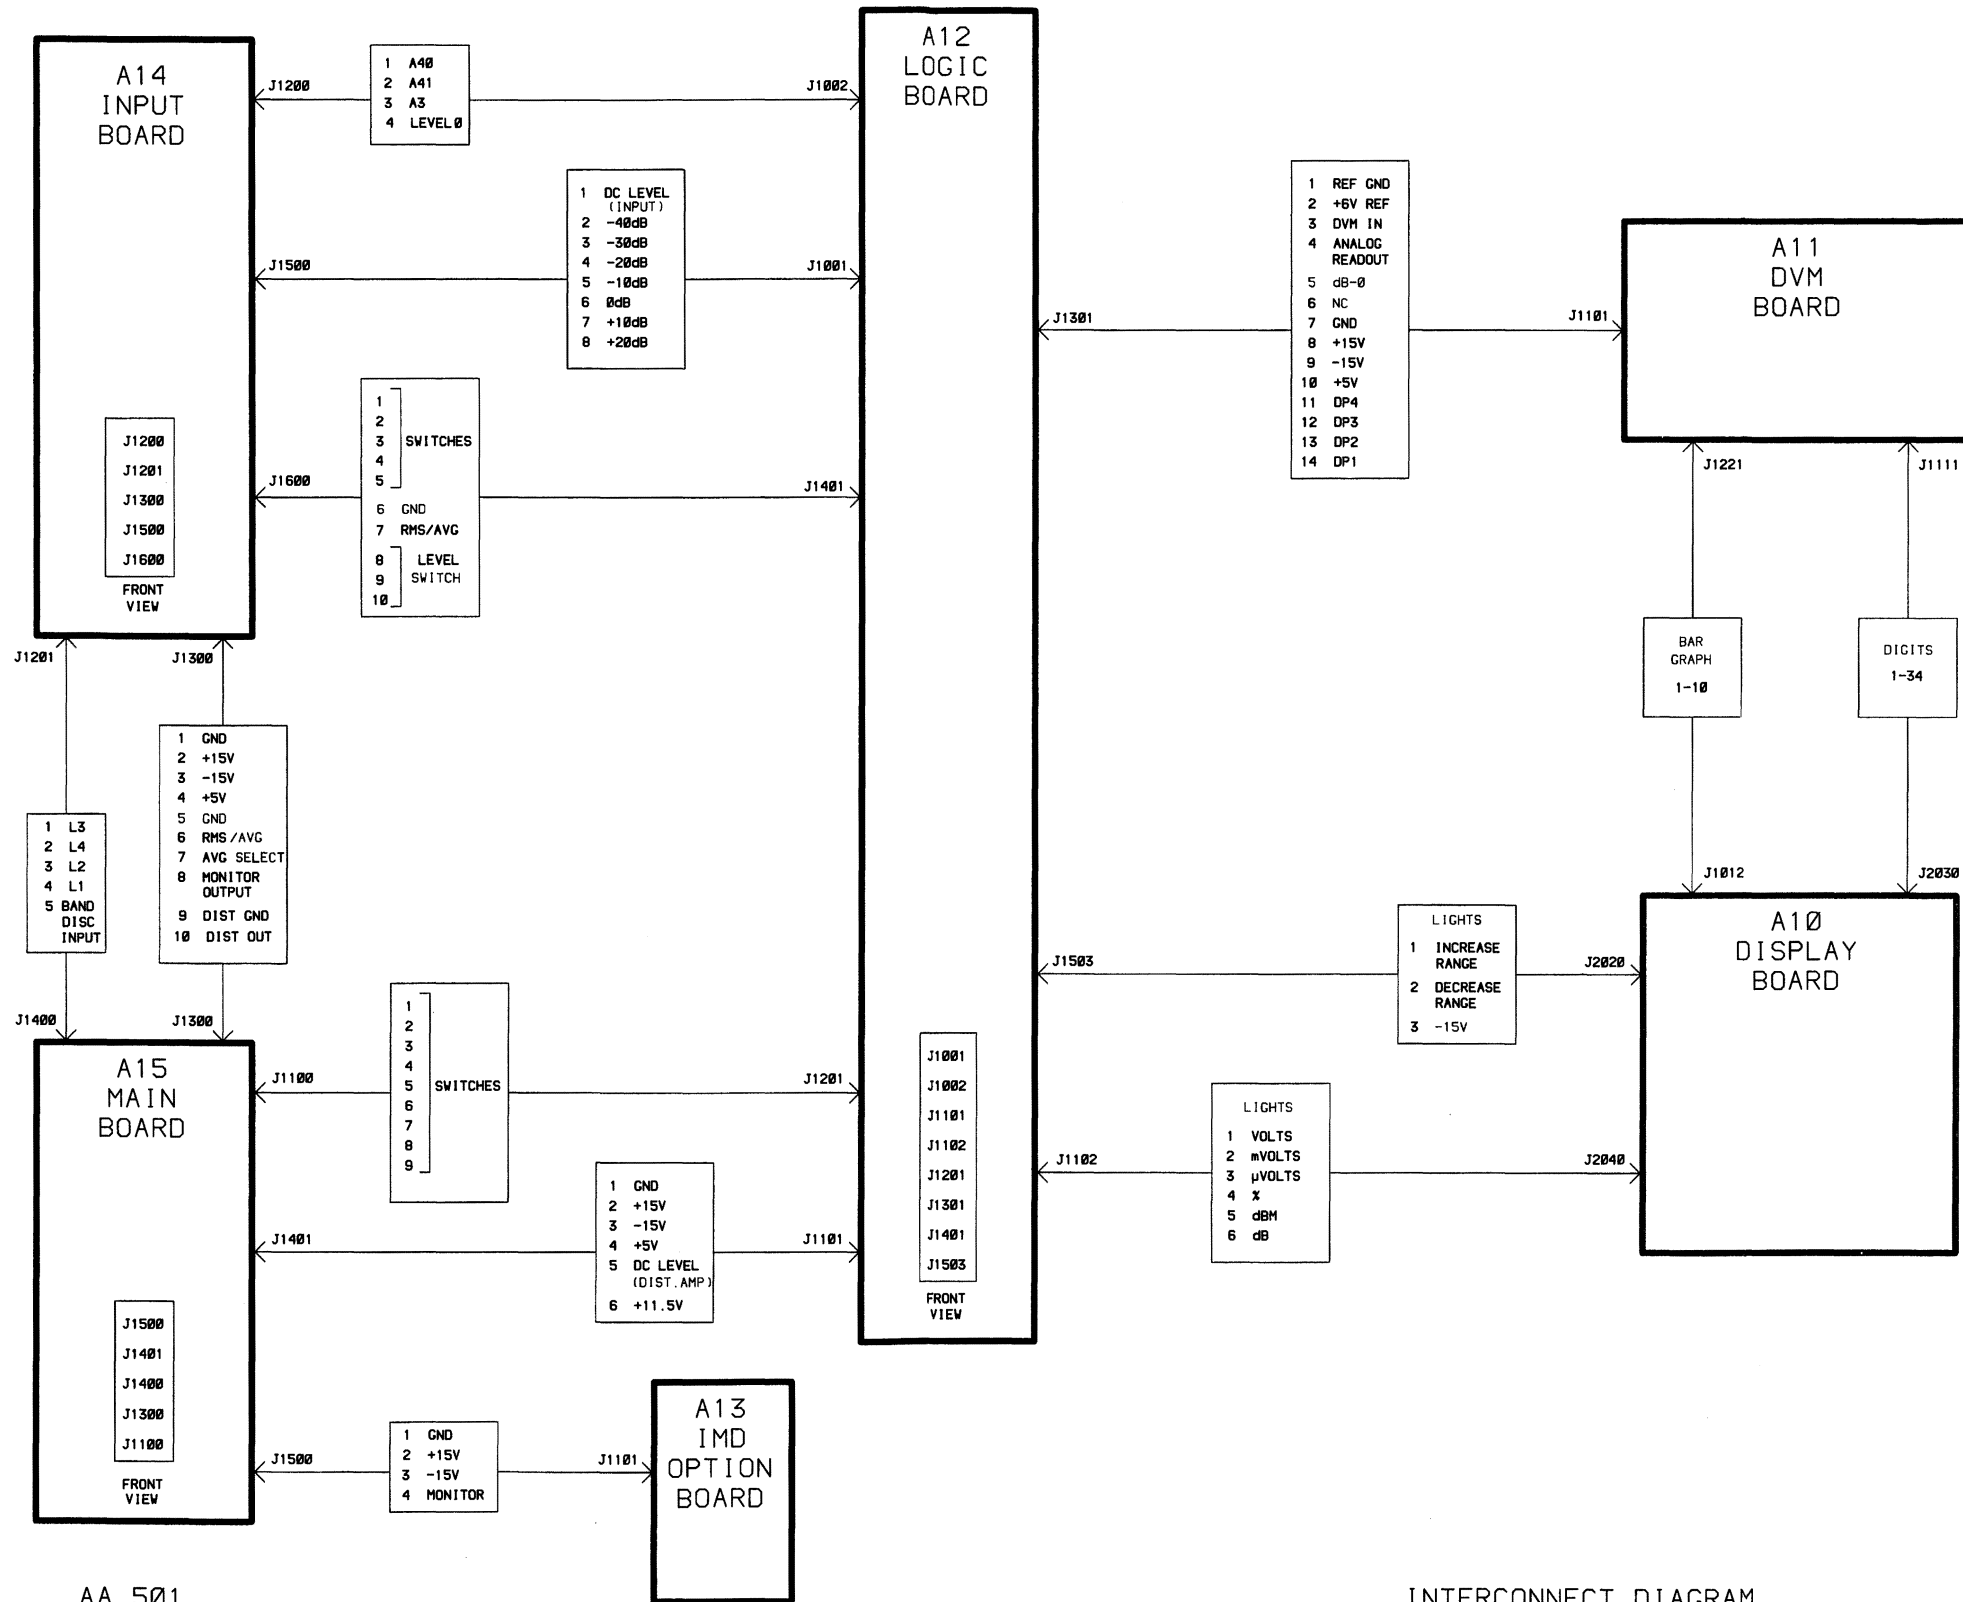 A14
INPUT
BOARD
J1200
J1201
J1300
J1500
J1600
FRONT
VIEW
J1200
1 A40
2 A41
3 A3
4 LEVEL0
J1002
J1500
1 DC LEVEL
(INPUT)
2 -40dB
3 -30dB
4 -20dB
5 -10dB
6 0dB
7 +10dB
8 +20dB
J1001
J1600
1
2
3 SWITCHES
4
5
6 GND
7 RMS/AVG
8 LEVEL
9 SWITCH
10
J1401
A12
LOGIC
BOARD
J1001
J1002
J1101
J1102
J1201
J1301
J1401
J1503
FRONT
VIEW
J1301
1 REF GND
2 +6V REF
3 DVM IN
4 ANALOG
READOUT
5 dB-0
6 NC
7 GND
8 +15V
9 -15V
10 +5V
11 DP4
12 DP3
13 DP2
14 DP1
J1101
A11
DVM
BOARD
J1221
J1111
BAR
GRAPH
1-10
DIGITS
1-34
J1012
J2030
A10
DISPLAY
BOARD
J1503
LIGHTS
1 INCREASE
RANGE
2 DECREASE
RANGE
3 -15V
J2020
J1102
LIGHTS
1 VOLTS
2 mVOLTS
3 µVOLTS
4 %
5 dBM
6 dB
J2040
J1201
J1300
1 L3
2 L4
3 L2
4 L1
5 BAND
DISC
INPUT
1 GND
2 +15V
3 -15V
4 +5V
5 GND
6 RMS/AVG
7 AVG SELECT
8 MONITOR
OUTPUT
9 DIST GND
10 DIST OUT
J1400
J1300
A15
MAIN
BOARD
J1500
J1401
J1400
J1300
J1100
FRONT
VIEW
J1100
1
2
3
4
5 SWITCHES
6
7
8
9
J1201
J1401
1 GND
2 +15V
3 -15V
4 +5V
5 DC LEVEL
(DIST.AMP)
6 +11.5V
J1101
J1500
1 GND
2 +15V
3 -15V
4 MONITOR
J1101
A13
IMD
OPTION
BOARD
AA 501
INTERCONNECT DIAGRAM